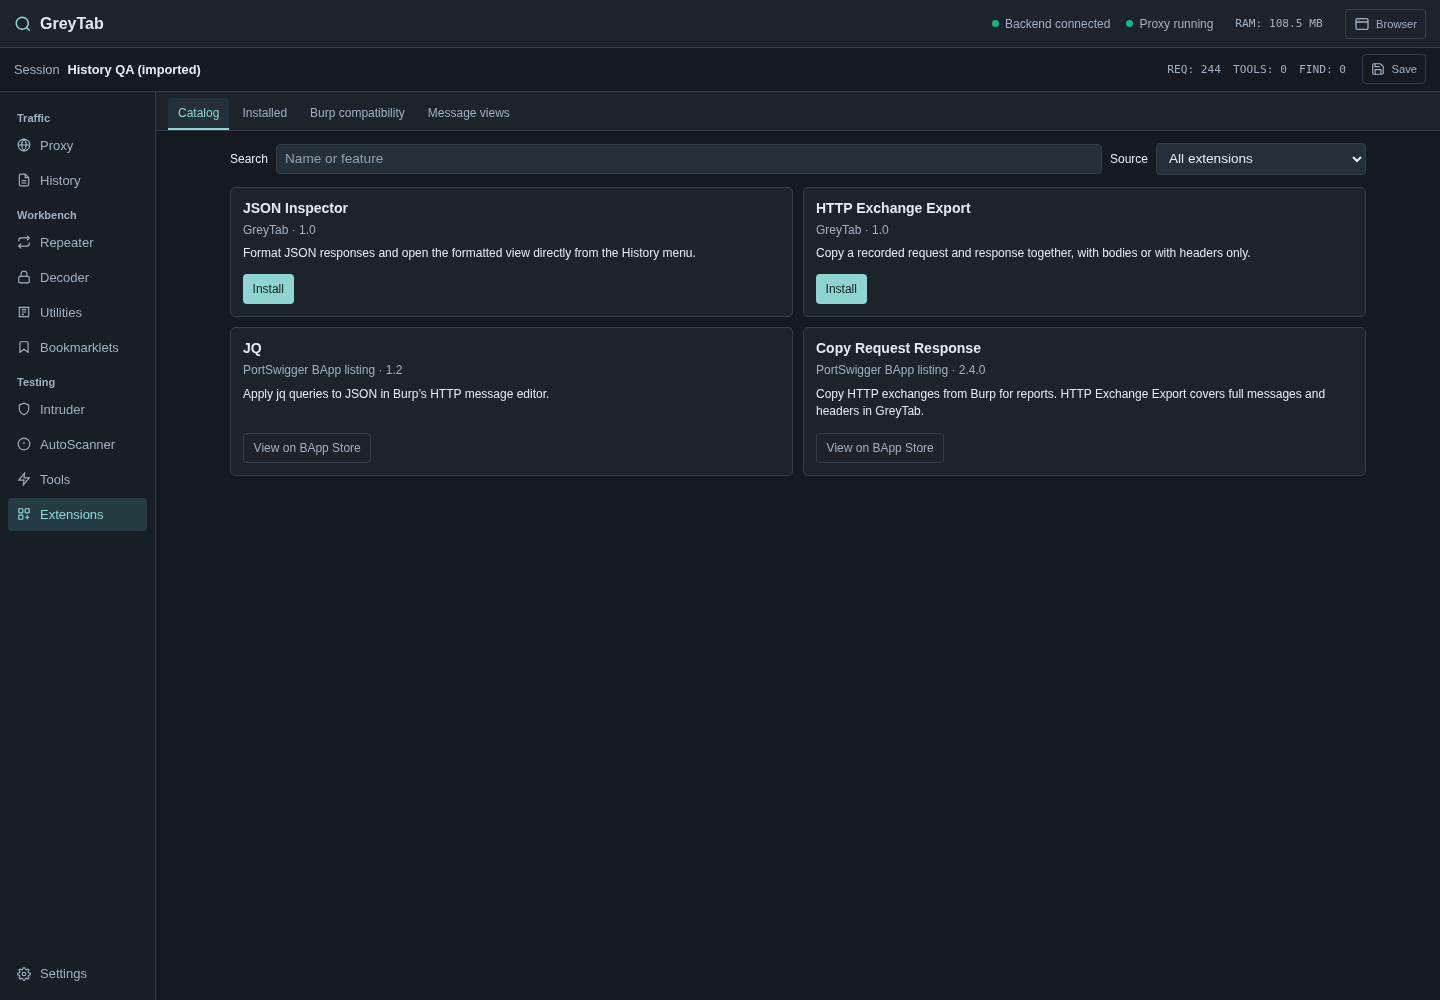 GreyTab
Backend connected
Proxy running
RAM: 108.5 MB
Browser
Session History QA (imported)
REQ: 244 TOOLS: 0 FIND: 0
Save
Traffic
Proxy
History
Workbench
Repeater
Decoder
Utilities
Bookmarklets
Testing
Intruder
AutoScanner
Tools
Extensions
Settings
Catalog
Installed
Burp compatibility
Message views
Search
Name or feature
Source
All extensions
JSON Inspector
GreyTab · 1.0
Format JSON responses and open the formatted view directly from the History menu.
Install
HTTP Exchange Export
GreyTab · 1.0
Copy a recorded request and response together, with bodies or with headers only.
Install
JQ
PortSwigger BApp listing · 1.2
Apply jq queries to JSON in Burp's HTTP message editor.
View on BApp Store
Copy Request Response
PortSwigger BApp listing · 2.4.0
Copy HTTP exchanges from Burp for reports. HTTP Exchange Export covers full messages and
headers in GreyTab.
View on BApp Store